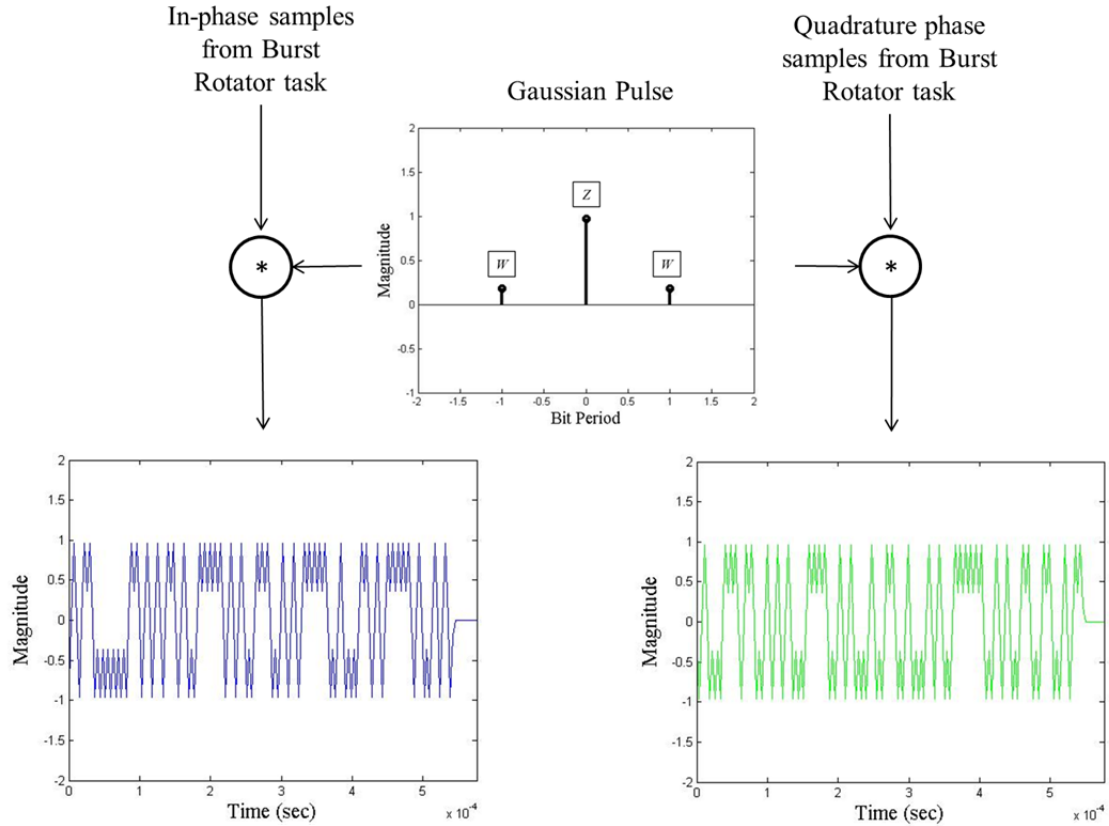 In-phase samples
from Burst
Rotator task
Gaussian Pulse
Quadrature phase
samples from Burst
Rotator task
2
1.5
1
0.5
0
-0.5
-1
Magnitude
W
Z
W
-2 -1.5 -1 -0.5 0 0.5 1 1.5 2
Bit Period
*
*
2
1.5
1
0.5
0
-0.5
-1
-1.5
-2
Magnitude
0 1 2 3 4 5
Time (sec)
x 10⁻⁴
2
1.5
1
0.5
0
-0.5
-1
-1.5
-2
Magnitude
0 1 2 3 4 5
Time (sec)
x 10⁻⁴